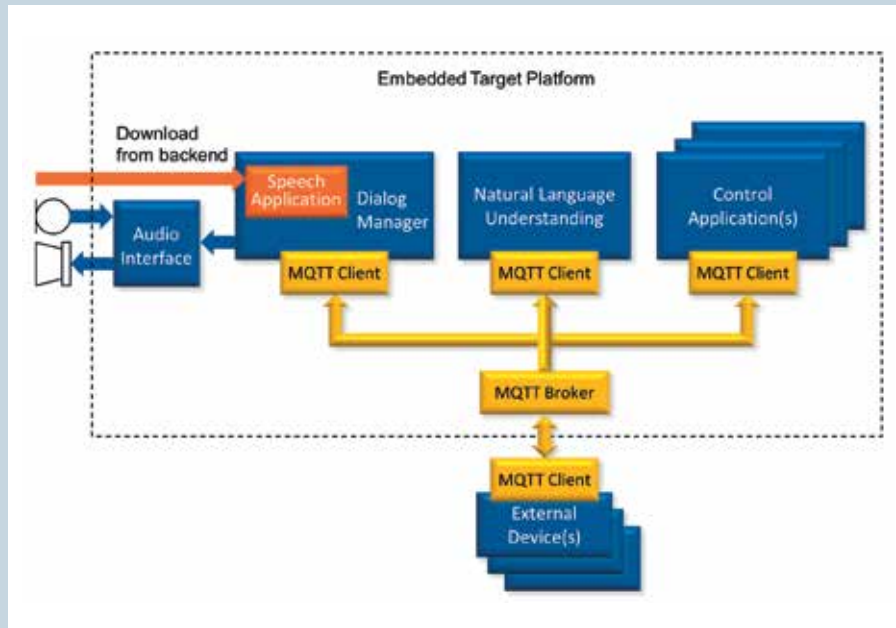 Embedded Target Platform
Download
from backend
Speech
Application
Dialog
Manager
Natural Language
Understanding
Control
Application(s)
Audio
Interface
MQTT Client
MQTT Client
MQTT Client
MQTT Broker
MQTT Client
External
Device(s)